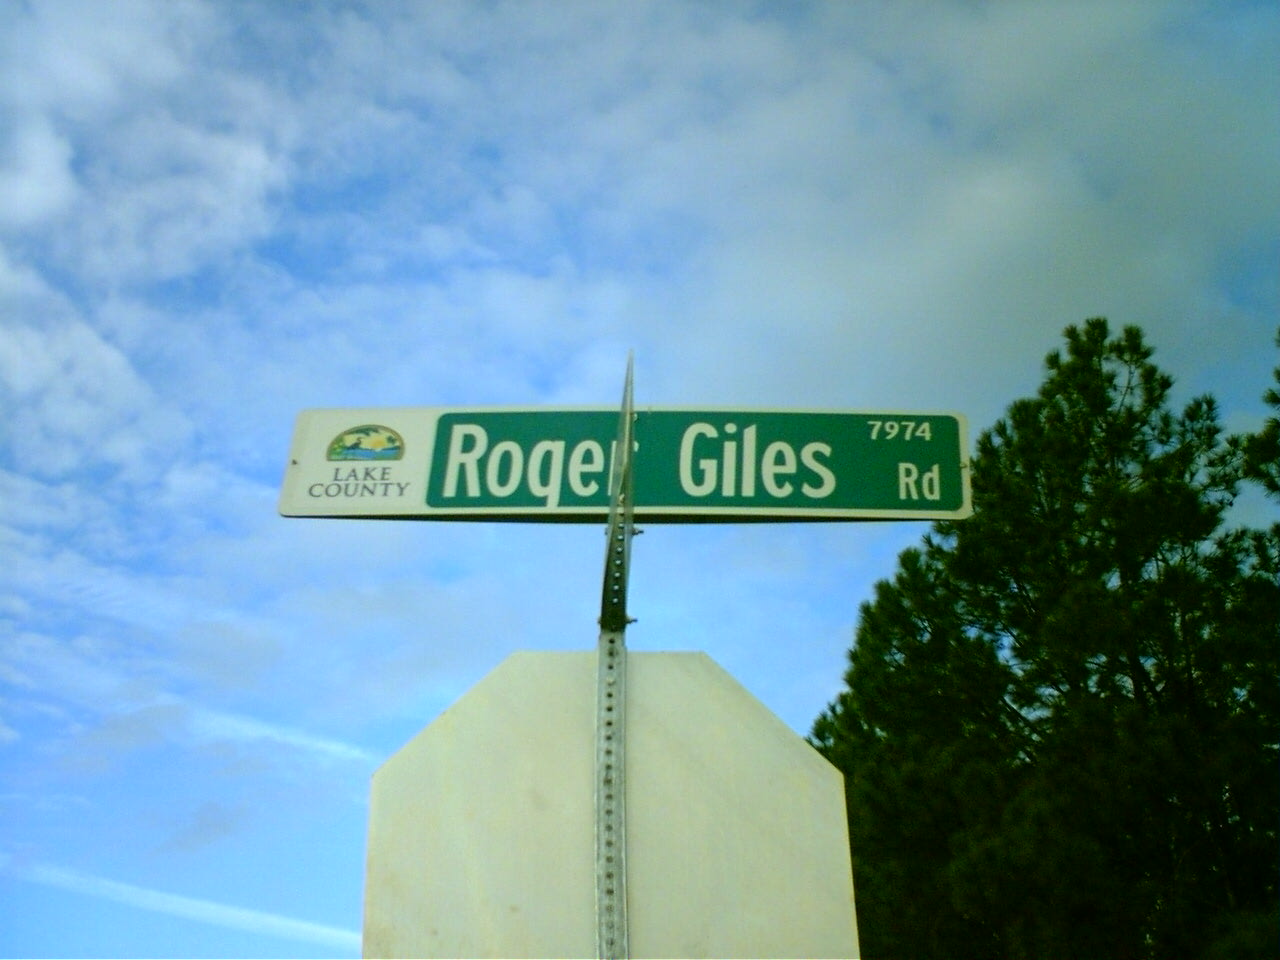 LAKE
COUNTY
Roger Giles
7974
Rd